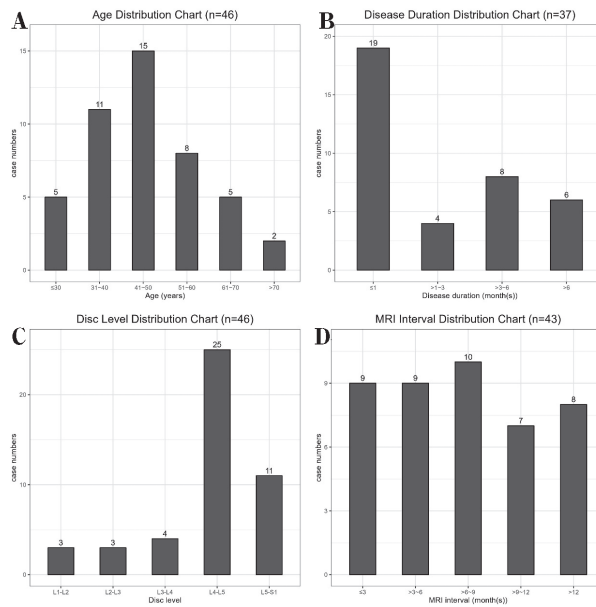 A
Age Distribution Chart (n=46)
15
10
5
0
case numbers
5
11
15
8
5
2
≤30
31−40
41−50
51−60
61−70
>70
Age (years)
B
Disease Duration Distribution Chart (n=37)
20
15
10
5
0
case numbers
19
4
8
6
≤1
>1−3
>3−6
>6
Disease duration (month(s))
C
Disc Level Distribution Chart (n=46)
20
10
0
case numbers
3
3
4
25
11
L1-L2
L2-L3
L3-L4
L4-L5
L5-S1
Disc level
D
MRI Interval Distribution Chart (n=43)
9
6
3
0
case numbers
9
9
10
7
8
≤3
>3−6
>6−9
>9−12
>12
MRI interval (month(s))